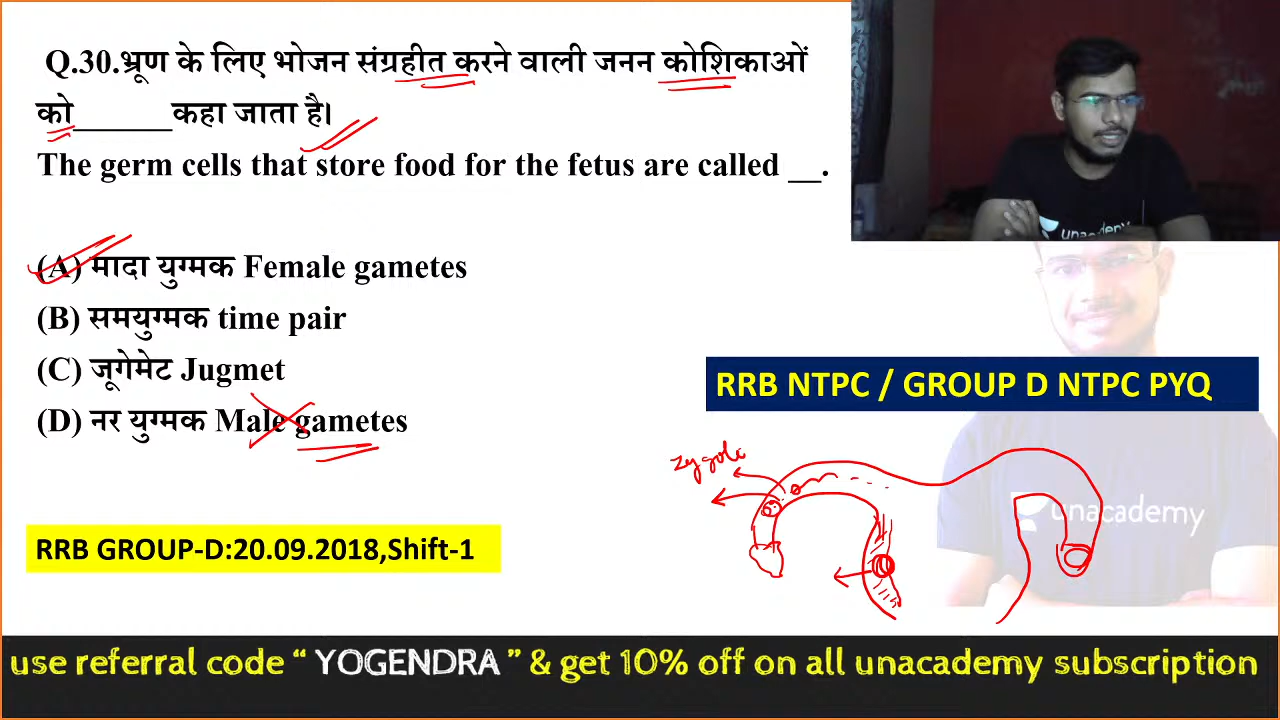 Q.30.भ्रूण के लिए भोजन संग्रहीत करने वाली जनन कोशिकाओं
को______कहा जाता है।
The germ cells that store food for the fetus are called __.
(A) मादा युग्मक Female gametes
(B) समयुग्मक time pair
(C) जूगेमेट Jugmet
(D) नर युग्मक Male gametes
unacademy
RRB NTPC / GROUP D NTPC PYQ
zygote
unacademy
RRB GROUP-D:20.09.2018,Shift-1
use referral code “ YOGENDRA ” & get 10% off on all unacademy subscription